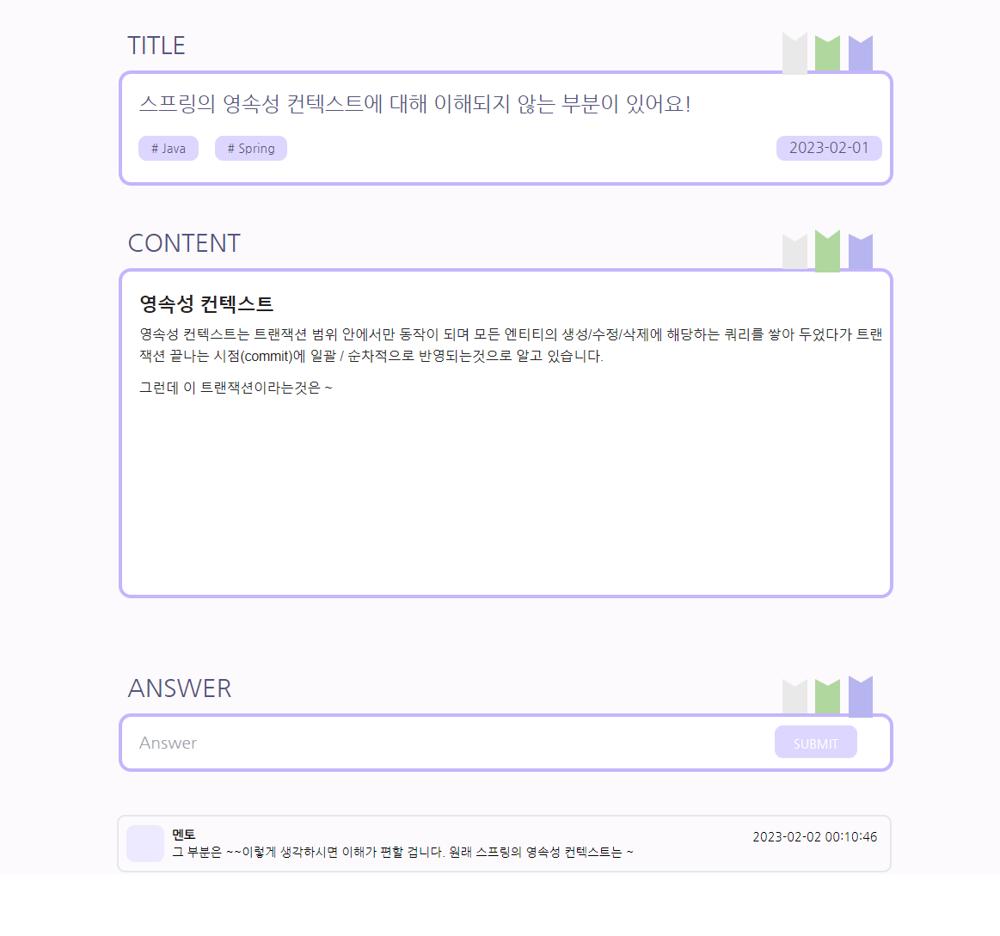 TITLE
스프링의 영속성 컨텍스트에 대해 이해되지 않는 부분이 있어요!
# Java # Spring 2023-02-01
CONTENT
영속성 컨텍스트
영속성 컨텍스트는 트랜잭션 범위 안에서만 동작이 되며 모든 엔티티의 생성/수정/삭제에 해당하는 쿼리를 쌓아 두었다가 트랜
잭션 끝나는 시점(commit)에 일괄 / 순차적으로 반영되는것으로 알고 있습니다.
그런데 이 트랜잭션이라는것은 ~
ANSWER
Answer SUBMIT
멘토 2023-02-02 00:10:46
그 부분은 ~~이렇게 생각하시면 이해가 편할 겁니다. 원래 스프링의 영속성 컨텍스트는 ~